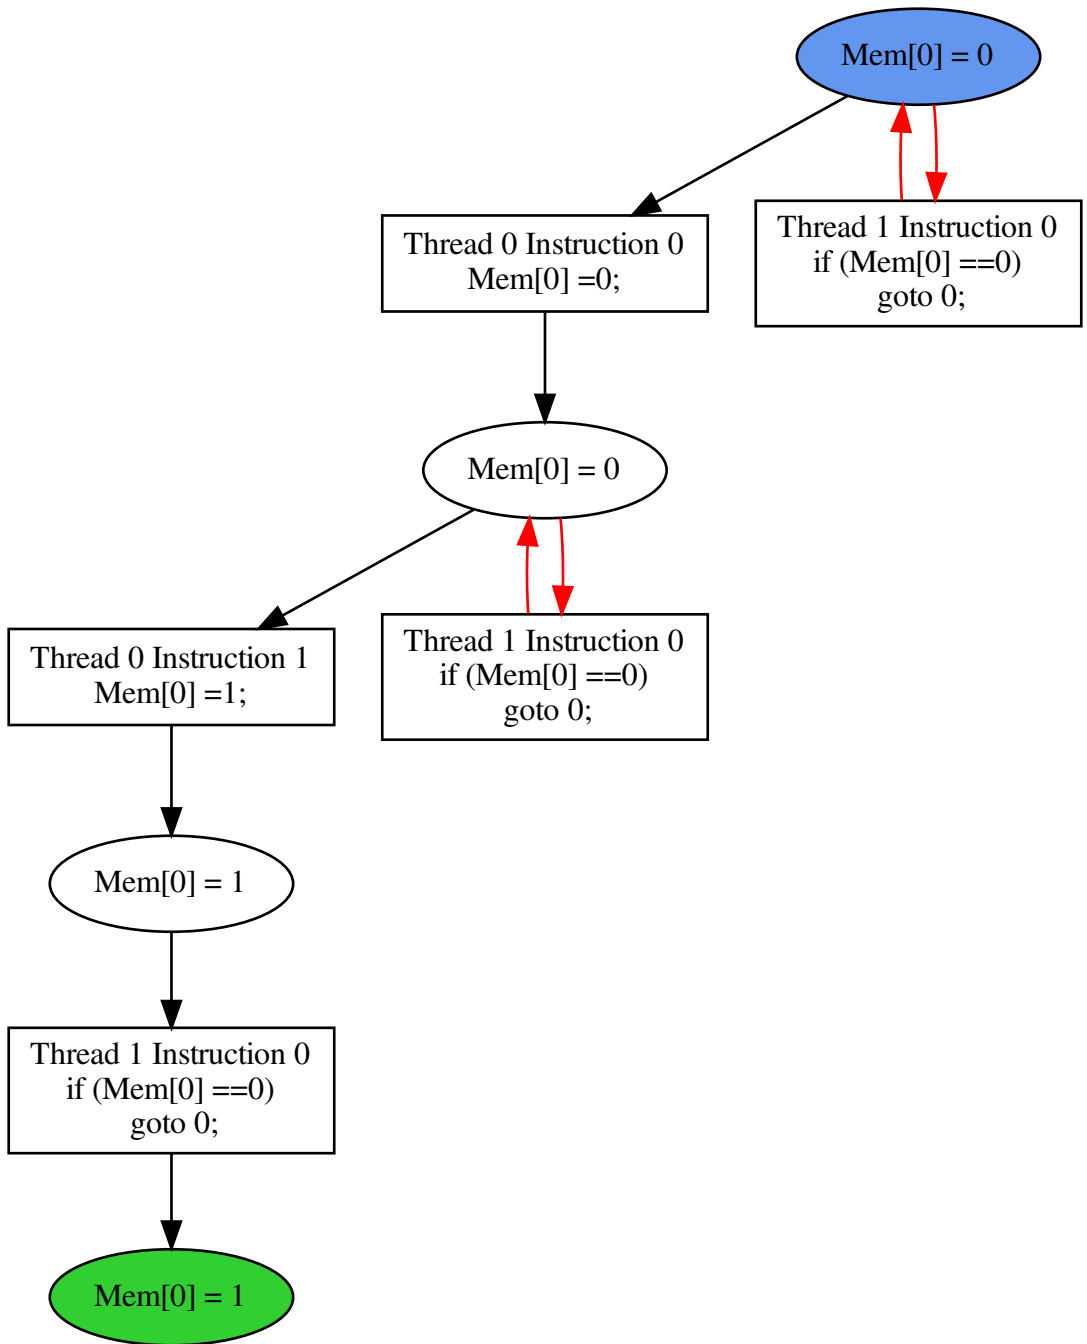 Mem[0] = 0
Thread 0 Instruction 0
Mem[0] =0;
Thread 1 Instruction 0
if (Mem[0] ==0)
goto 0;
Mem[0] = 0
Thread 0 Instruction 1
Mem[0] =1;
Thread 1 Instruction 0
if (Mem[0] ==0)
goto 0;
Mem[0] = 1
Thread 1 Instruction 0
if (Mem[0] ==0)
goto 0;
Mem[0] = 1